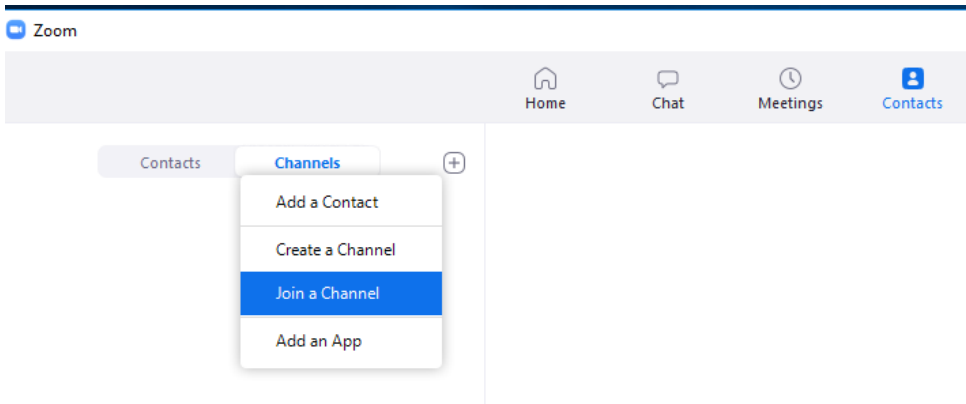 Zoom
Home Chat Meetings Contacts
Contacts Channels
Add a Contact
Create a Channel
Join a Channel
Add an App